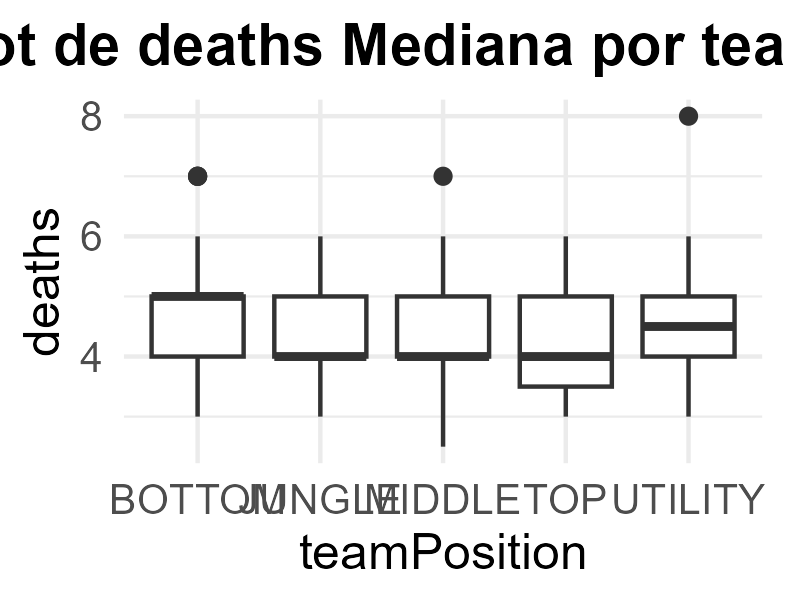 ot de deaths Mediana por tea
8
6
4
deaths
BOTTOM JUNGLE MIDDLE TOP UTILITY
teamPosition